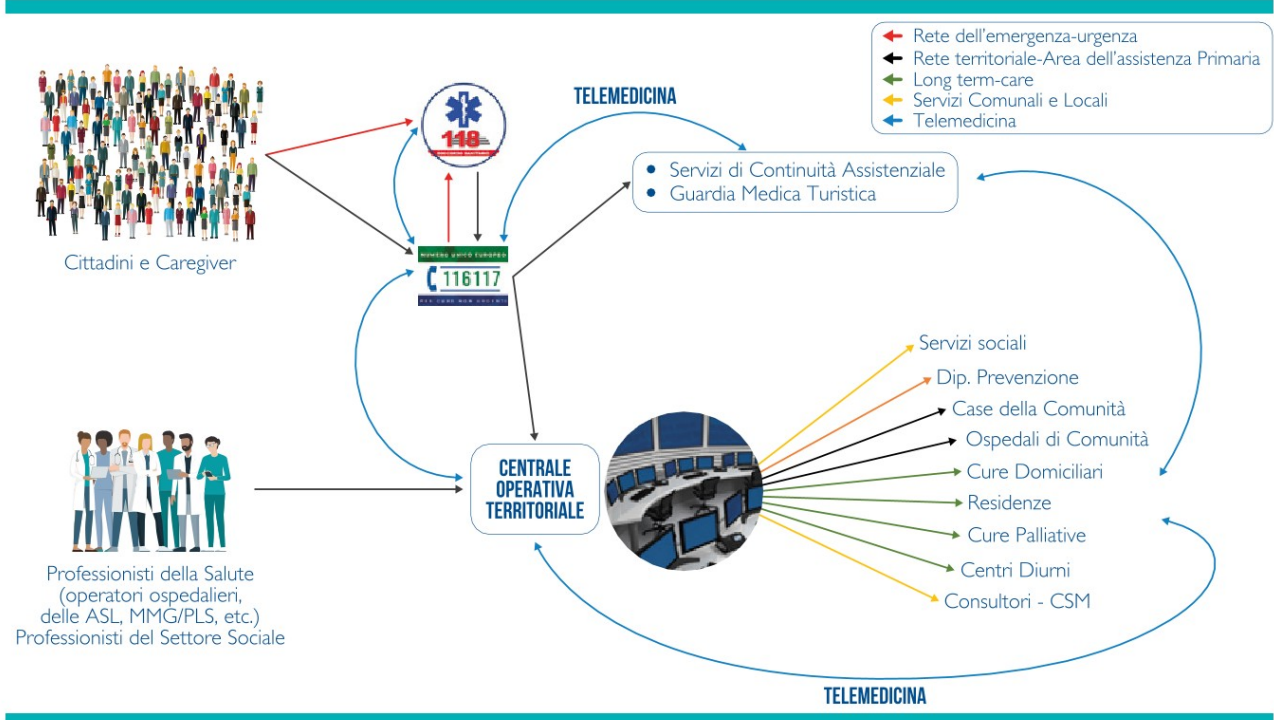 Rete dell'emergenza-urgenza
Rete territoriale-Area dell'assistenza Primaria
Long term-care
Servizi Comunali e Locali
Telemedicina
TELEMEDICINA
118
Servizi di Continuità Assistenziale
Guardia Medica Turistica
Cittadini e Caregiver
NUMERO UNICO EUROPEO
116117
Servizi sociali
Dip. Prevenzione
Case della Comunità
Ospedali di Comunità
Cure Domiciliari
Residenze
Cure Palliative
Centri Diurni
Consultori - CSM
CENTRALE
OPERATIVA
TERRITORIALE
Professionisti della Salute
(operatori ospedalieri,
delle ASL, MMG/PLS, etc.)
Professionisti del Settore Sociale
TELEMEDICINA